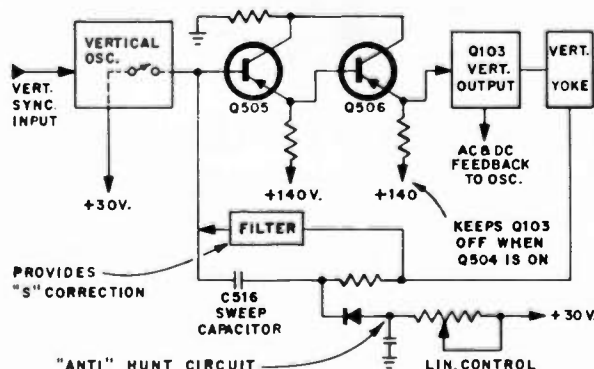 VERTICAL
OSC.
VERT.
SYNC
INPUT
+30V.
Q505
Q506
+140V.
+140
Q103
VERT.
OUTPUT
VERT.
YOKE
AC & DC
FEEDBACK
TO OSC.
KEEPS Q103
OFF WHEN
Q504 IS ON
FILTER
PROVIDES
"S" CORRECTION
C516
SWEEP
CAPACITOR
+30V.
"ANTI" HUNT CIRCUIT
LIN. CONTROL